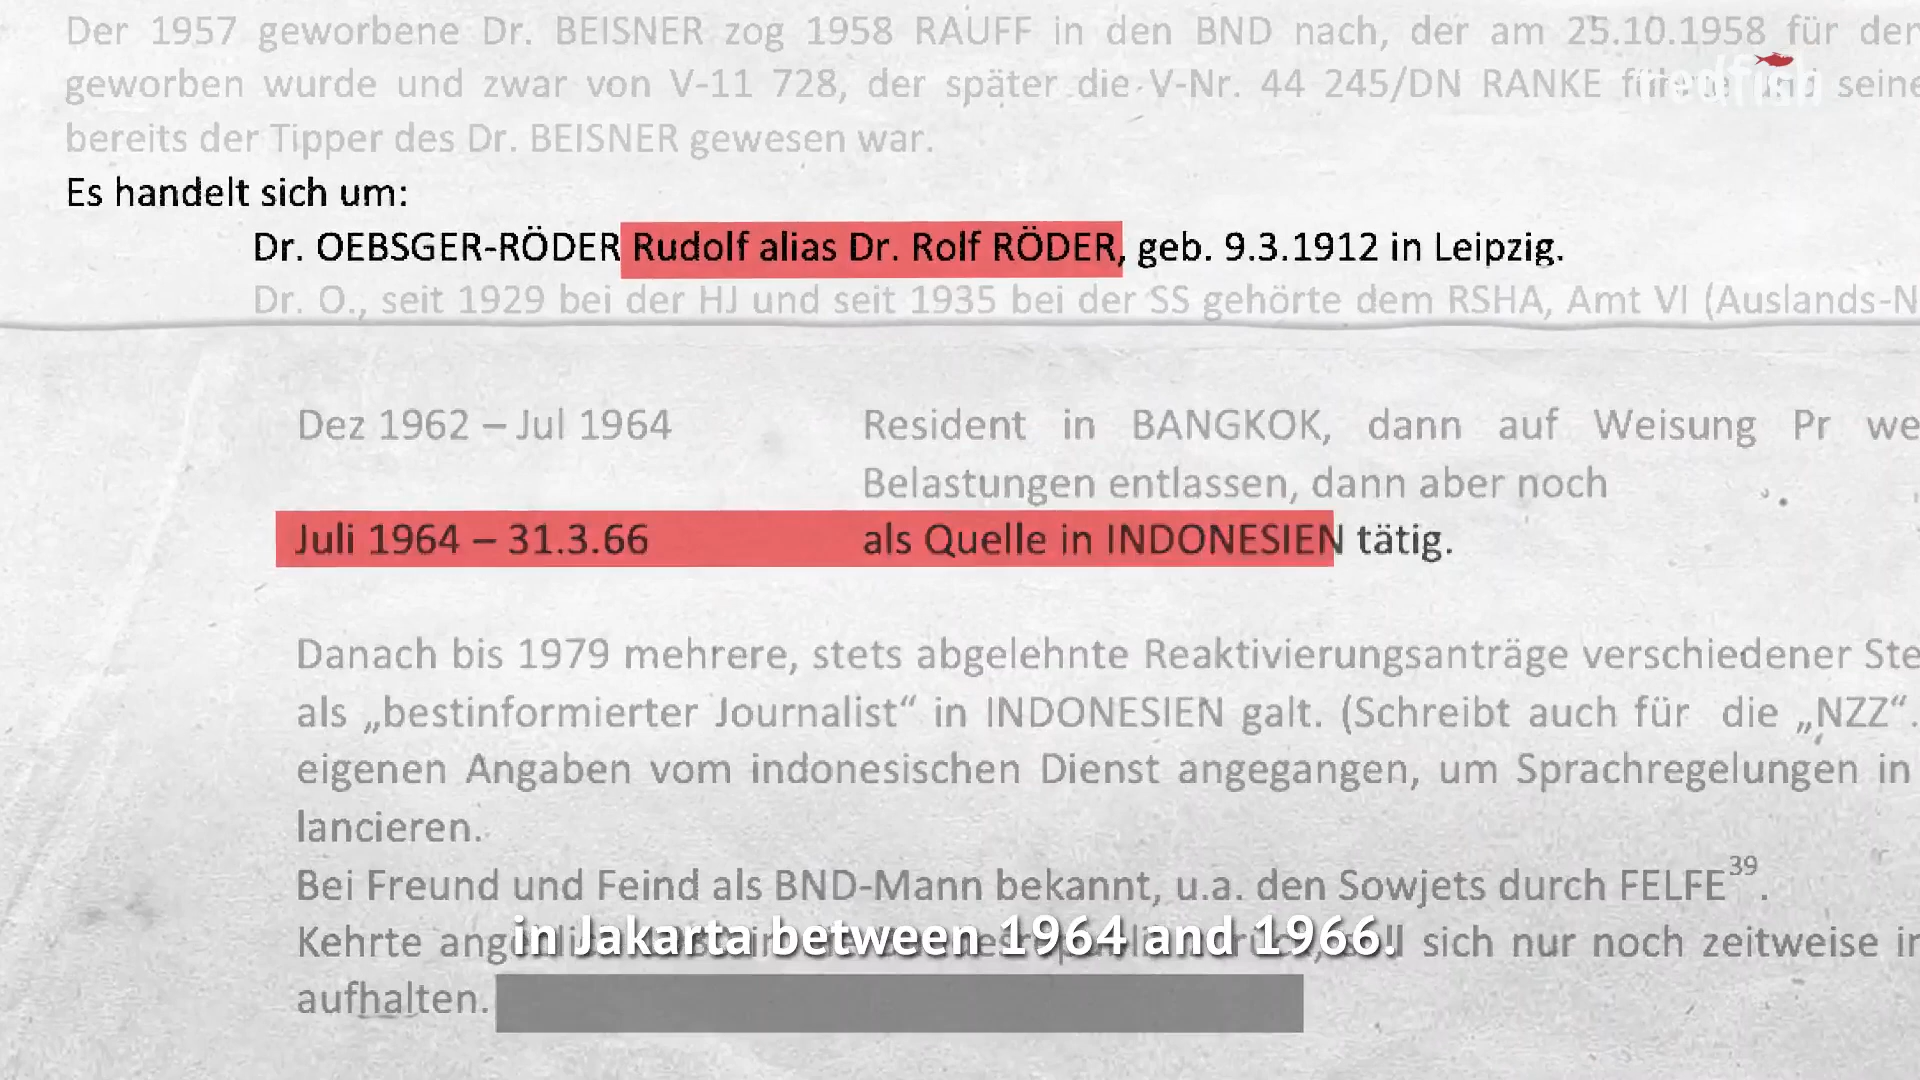 Der 1957 geworbene Dr. BEISNER zog 1958 RAUFF in den BND nach, der am 25.10.1958 für
geworben wurde und zwar von V-11 728, der später die V-Nr. 44 245/DN RANKE
redfish
bereits der Tipper des Dr. BEISNER gewesen war.
Es handelt sich um:
Dr. OEBSGER-RÖDER Rudolf alias Dr. Rolf RÖDER, geb. 9.3.1912 in Leipzig.
Dr. O., seit 1929 bei der HJ und seit 1935 bei der SS gehörte dem RSHA, Amt VI (Auslands-N
Dez 1962 – Jul 1964 Resident in BANGKOK, dann auf Weisung Pr
Belastungen entlassen, dann aber noch
Juli 1964 – 31.3.66 als Quelle in INDONESIEN tätig.
Danach bis 1979 mehrere, stets abgelehnte Reaktivierungsanträge verschiedener
als „bestinformierter Journalist“ in INDONESIEN galt. (Schreibt auch für die „NZZ“.
eigenen Angaben vom indonesischen Dienst angegangen, um Sprachregelungen in
lancieren.
Bei Freund und Feind als BND-Mann bekannt, u.a. den Sowjets durch FELFE39.
Kehrte sich nur noch zeitweise
in Jakarta between 1964 and 1966.
aufhalten.